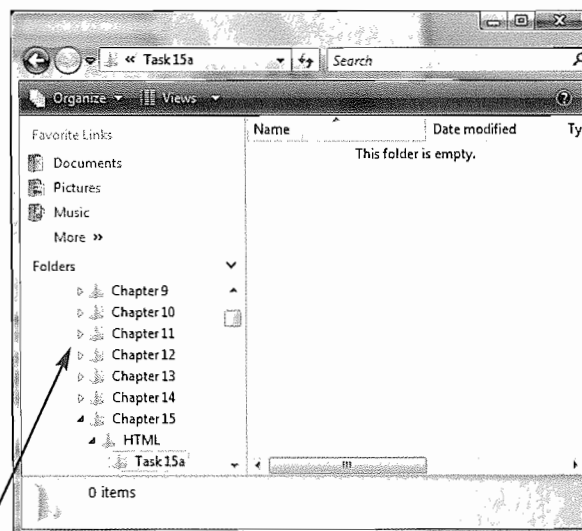 « Task 15a
Search
Organize
Views
Favorite Links
Documents
Pictures
Music
More »
Folders
Chapter 9
Chapter 10
Chapter 11
Chapter 12
Chapter 13
Chapter 14
Chapter 15
HTML
Task 15a
Name
Date modified
Ty
This folder is empty.
0 items